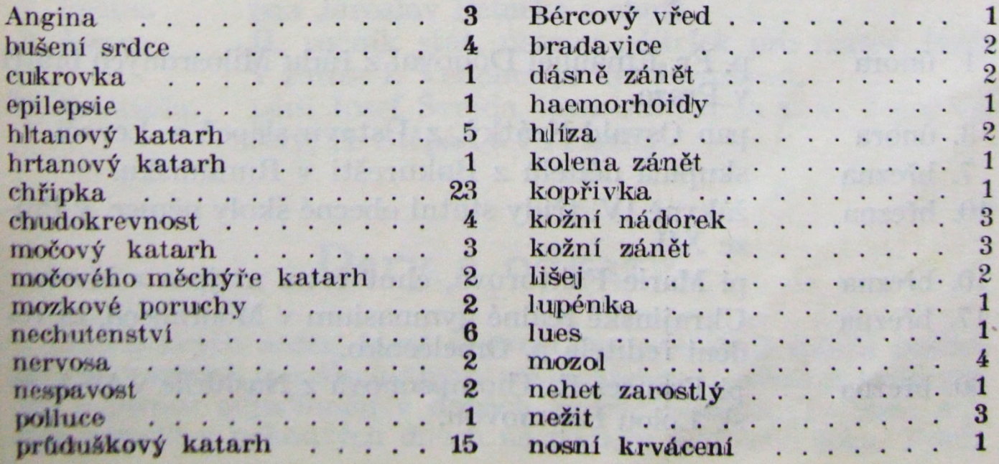 Angina . . . . . . . . . . . 3
bušení srdce . . . . . . . . 4
cukrovka . . . . . . . . . . 1
epilepsie . . . . . . . . . 1
hltanový katarh . . . . . . 5
hrtanový katarh . . . . . . 1
chřipka . . . . . . . . . . 23
chudokrevnost . . . . . . . 4
močový katarh . . . . . . . 3
močového měchýře katarh . . 2
mozkové poruchy . . . . . . 2
nechutenství . . . . . . . . 6
nervosa . . . . . . . . . . 2
nespavost . . . . . . . . . 2
polluce . . . . . . . . . . 1
průduškový katarh . . . . . 15
Bércový vřed . . . . . . . . 1
bradavice . . . . . . . . . 2
dásně zánět . . . . . . . . 2
haemorhoidy . . . . . . . . 1
hlíza . . . . . . . . . . . 2
kolena zánět . . . . . . . . 1
kopřivka . . . . . . . . . . 1
kožní nádorek . . . . . . . 3
kožní zánět . . . . . . . . 3
lišej . . . . . . . . . . . 2
lupénka . . . . . . . . . . 1
lues . . . . . . . . . . . . 1
mozol . . . . . . . . . . . 4
nehet zarostlý . . . . . . . 1
nežit . . . . . . . . . . . 3
nosní krvácení . . . . . . . 1